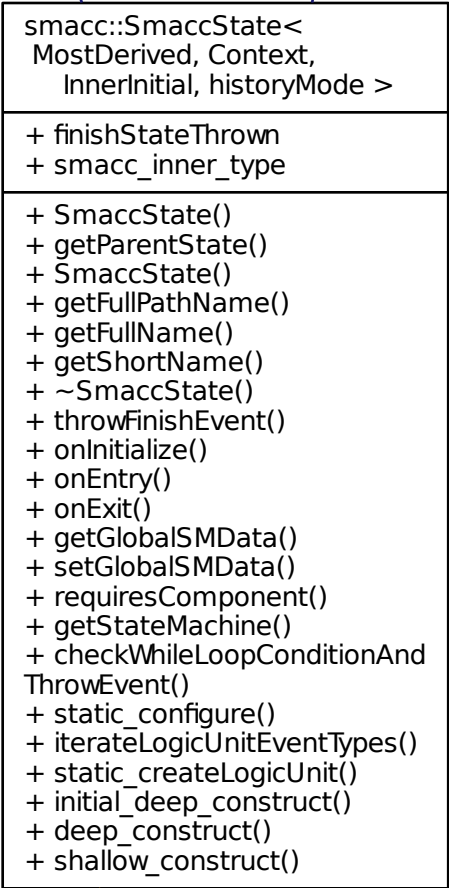 smacc::SmaccState<
MostDerived, Context,
InnerInitial, historyMode >
+ finishStateThrown
+ smacc_inner_type
+ SmaccState()
+ getParentState()
+ SmaccState()
+ getFullPathName()
+ getFullName()
+ getShortName()
+ ~SmaccState()
+ throwFinishEvent()
+ onInitialize()
+ onEntry()
+ onExit()
+ getGlobalSMData()
+ setGlobalSMData()
+ requiresComponent()
+ getStateMachine()
+ checkWhileLoopConditionAnd
ThrowEvent()
+ static_configure()
+ iterateLogicUnitEventTypes()
+ static_createLogicUnit()
+ initial_deep_construct()
+ deep_construct()
+ shallow_construct()